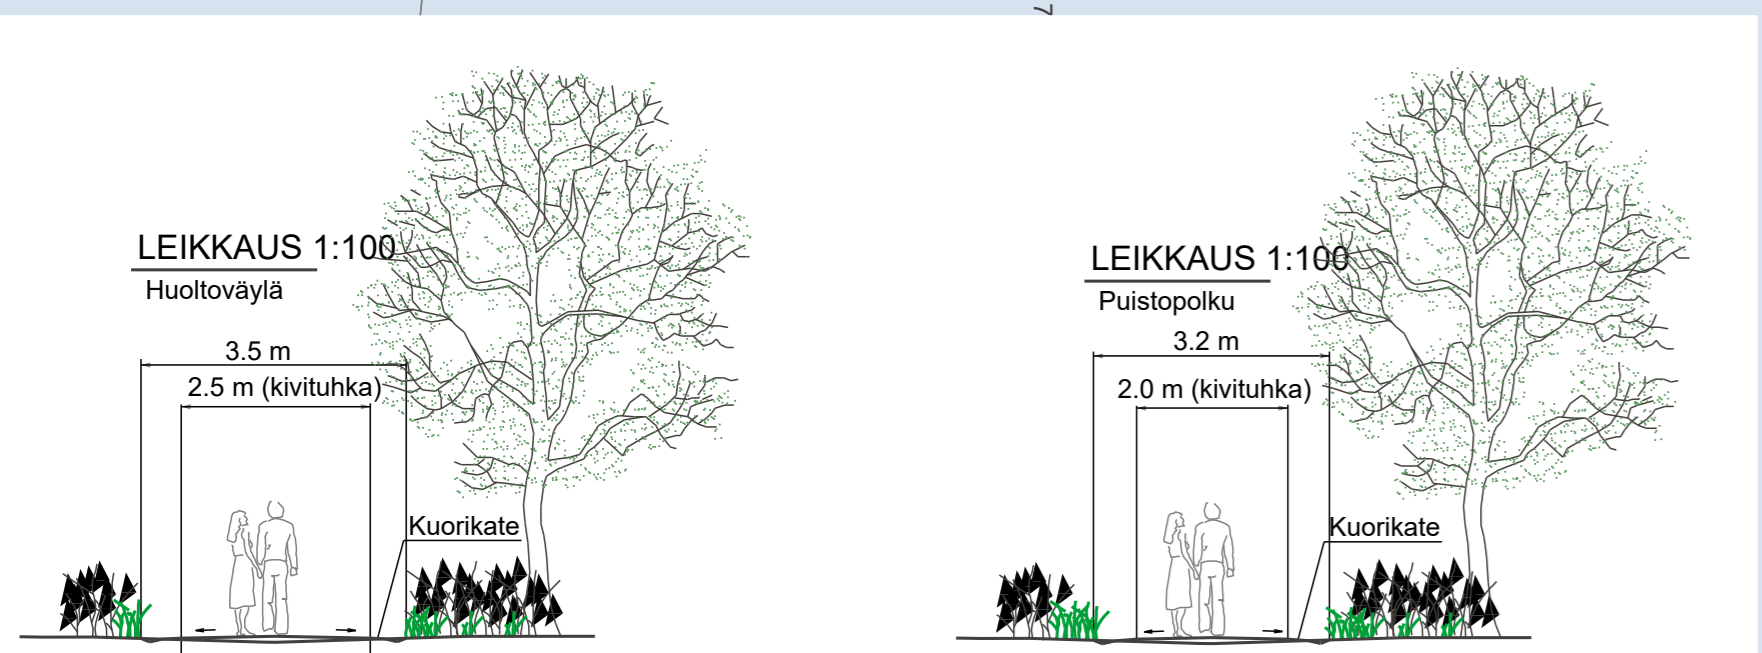 LEIKKAUS 1:100
Huoltoväylä
3.5 m
2.5 m (kivituhka)
Kuorikate
LEIKKAUS 1:100
Puistopolku
3.2 m
2.0 m (kivituhka)
Kuorikate